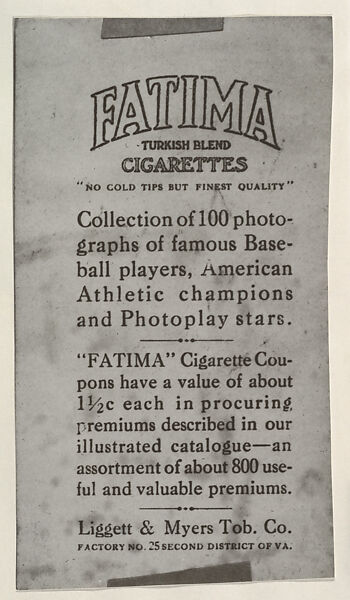 FATIMA
TURKISH BLEND
CIGARETTES
"NO GOLD TIPS BUT FINEST QUALITY"
Collection of 100 photo-
graphs of famous Base-
ball players, American
Athletic champions
and Photoplay stars.
"FATIMA" Cigarette Cou-
pons have a value of about
1½c each in procuring
premiums described in our
illustrated catalogue—an
assortment of about 800 use-
ful and valuable premiums.
Liggett & Myers Tob. Co.
FACTORY NO. 25 SECOND DISTRICT OF VA.